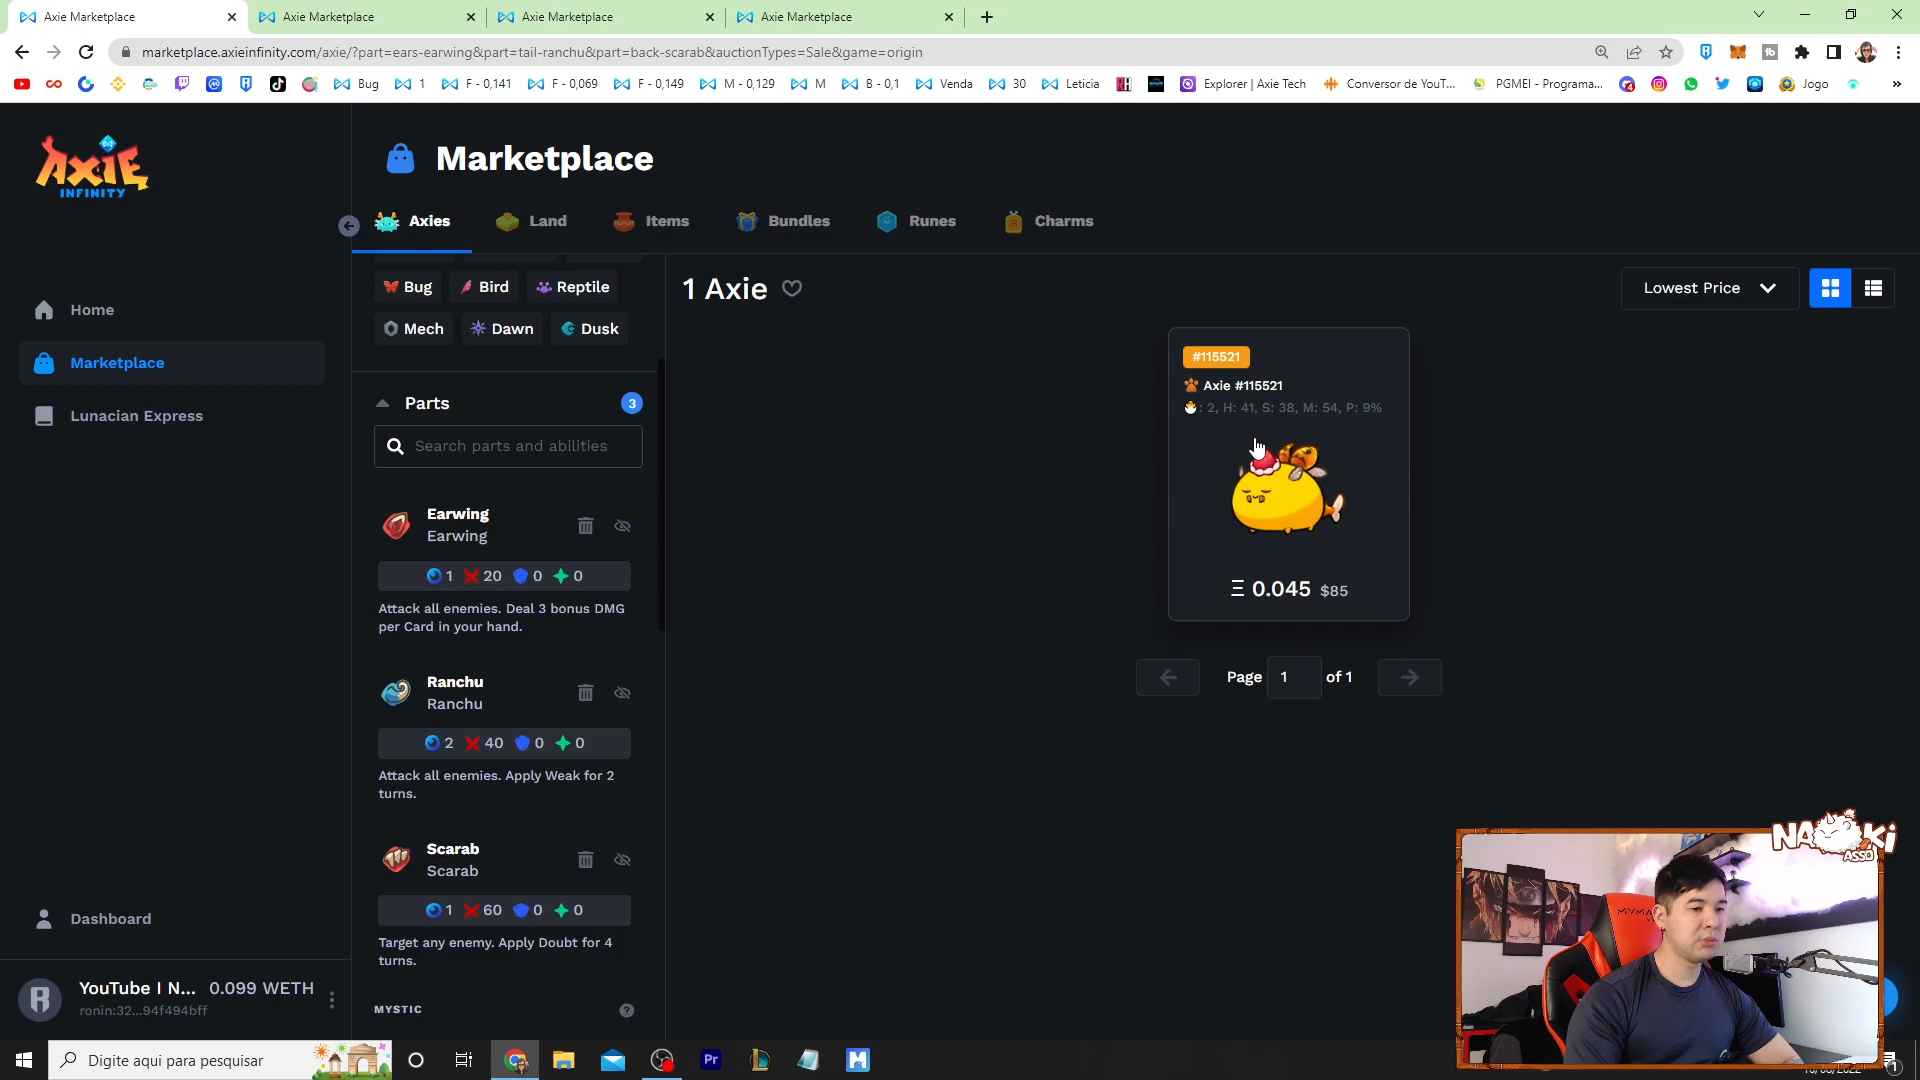 Axie Marketplace
Axie Marketplace
Axie Marketplace
Axie Marketplace
marketplace.axieinfinity.com/axie/?part=ears-earwing&part=tail-ranchu&part=back-scarab&auctionTypes=Sale&game=origin
Bug
1
F - 0,141
F - 0,069
F - 0,149
M - 0,129
M
B - 0,1
Venda
30
Leticia
Explorer | Axie Tech
Conversor de YouT...
PGMEI - Programa...
Jogo
AXIE
INFINITY
Marketplace
Axies
Land
Items
Bundles
Runes
Charms
Home
Marketplace
Lunacian Express
Dashboard
YouTube I N...
0.099 WETH
ronin:32...94f494bff
Bug
Bird
Reptile
Mech
Dawn
Dusk
Parts
3
Search parts and abilities
Earwing
Earwing
1 20 0 0
Attack all enemies. Deal 3 bonus DMG
per Card in your hand.
Ranchu
Ranchu
2 40 0 0
Attack all enemies. Apply Weak for 2
turns.
Scarab
Scarab
1 60 0 0
Target any enemy. Apply Doubt for 4
turns.
MYSTIC
1 Axie
Lowest Price
#115521
Axie #115521
: 2, H: 41, S: 38, M: 54, P: 9%
Ξ 0.045 $85
Page 1 of 1
NAOKI
ASSO
Digite aqui para pesquisar
Pr